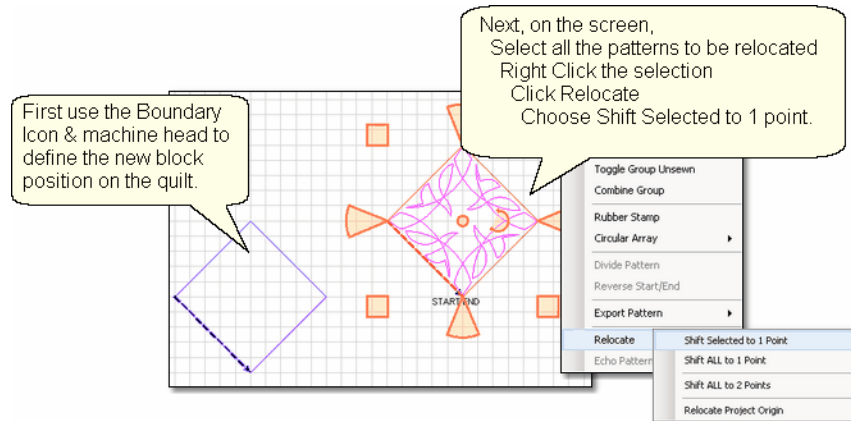 First use the Boundary
Icon & machine head to
define the new block
position on the quilt.
Next, on the screen,
Select all the patterns to be relocated
Right Click the selection
Click Relocate
Choose Shift Selected to 1 point.
START/END
Toggle Group Unsewn
Combine Group
Rubber Stamp
Circular Array
Divide Pattern
Reverse Start/End
Export Pattern
Relocate
Echo Pattern
Shift Selected to 1 Point
Shift ALL to 1 Point
Shift ALL to 2 Points
Relocate Project Origin